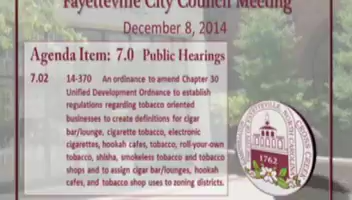 Fayetteville City Council Meeting
December 8, 2014
Agenda Item: 7.0 Public Hearings
7.02 14-370 An ordinance to amend Chapter 30
Unified Development Ordinance to establish
regulations regarding tobacco oriented
businesses to create definitions for cigar
bar/lounge, cigarette tobacco, electronic
cigarettes, hookah cafes, tobacco, roll-your-own
tobacco, shisha, smokeless tobacco and tobacco
shops and to assign cigar bar/lounges, hookah
cafes, and tobacco shop uses to zoning districts.
1762